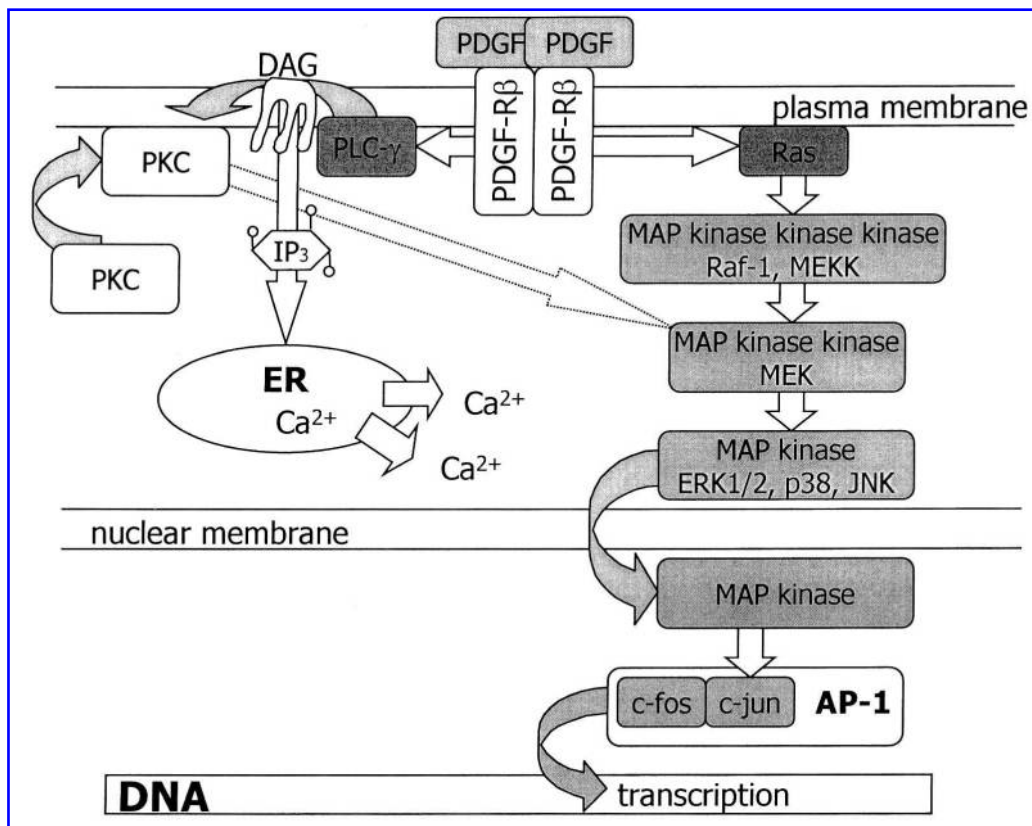 PDGF PDGF
DAG
PDGF-Rβ PDGF-Rβ
plasma membrane
PLC-γ
Ras
PKC
MAP kinase kinase kinase
Raf-1, MEKK
IP₃
PKC
MAP kinase kinase
MEK
ER
Ca²⁺ Ca²⁺
Ca²⁺
MAP kinase
ERK1/2, p38, JNK
nuclear membrane
MAP kinase
c-fos c-jun AP-1
DNA transcription